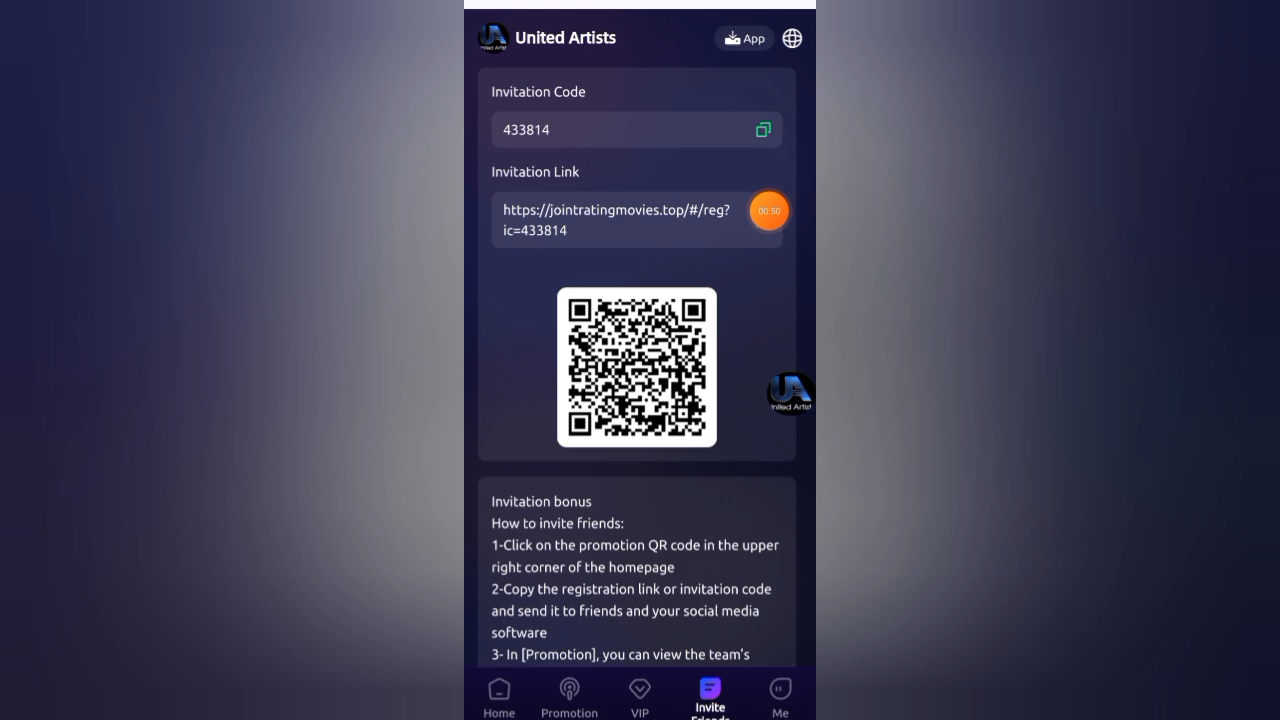 United Artists
App
Invitation Code
433814
Invitation Link
https://jointratingmovies.top/#/reg?
ic=433814
00:50
Invitation bonus
How to invite friends:
1-Click on the promotion QR code in the upper
right corner of the homepage
2-Copy the registration link or invitation code
and send it to friends and your social media
software
3- In [Promotion], you can view the team's
Home
Promotion
VIP
Invite
Friends
Me